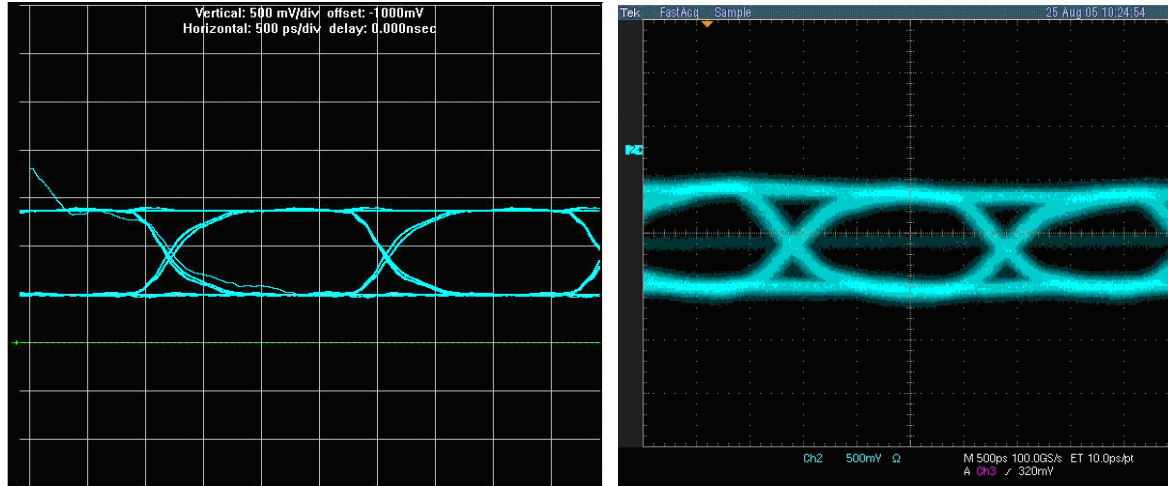 Vertical: 500 mV/div offset: -1000mV
Horizontal: 500 ps/div delay: 0.000nsec
Tek FastAcq Sample 25 Aug 05 10:24:54
2
Ch2 500mV Ω M 500ps 100.0GS/s ET 10.0ps/pt
A Ch3 ∕ 320mV